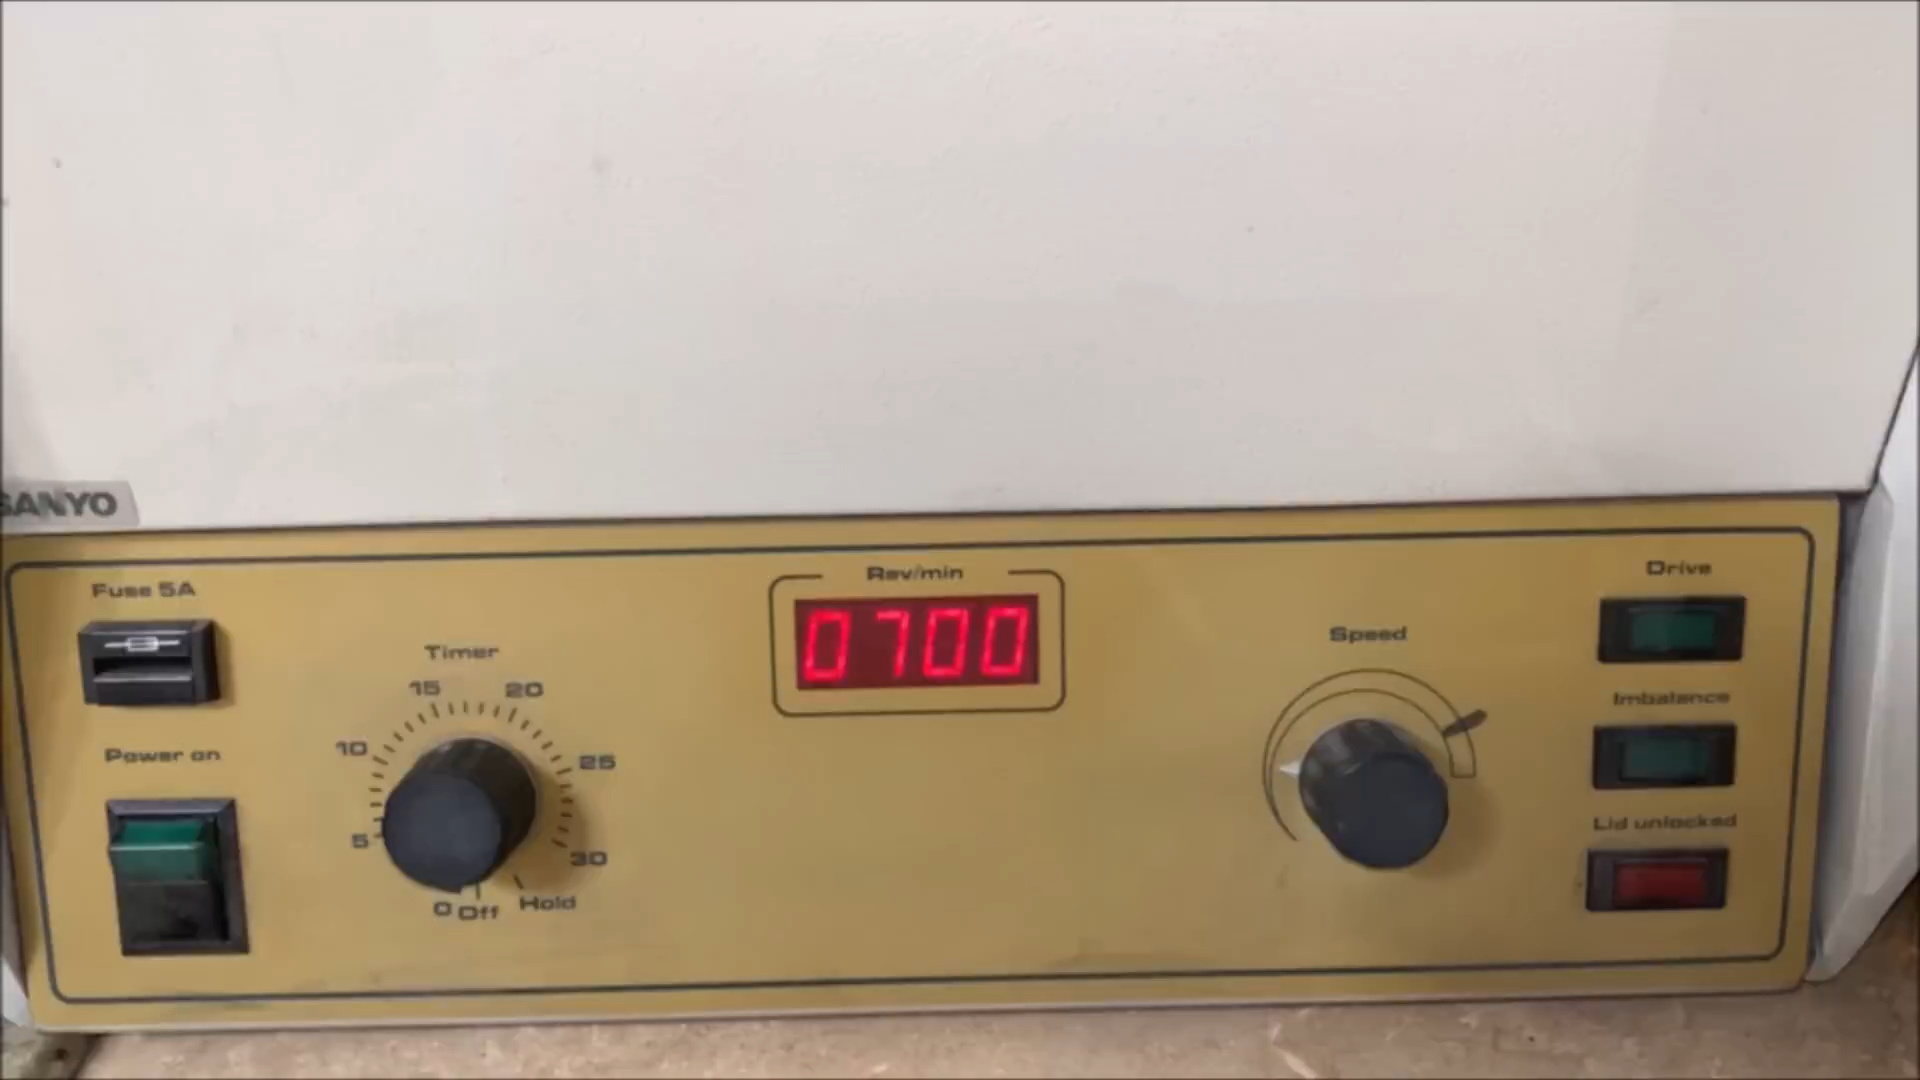 SANYO
Fuse 5A
Power on
Timer
0
5
10
15
20
25
30
Hold
Off
Rev/min
0700
Speed
Drive
Imbalance
Lid unlocked